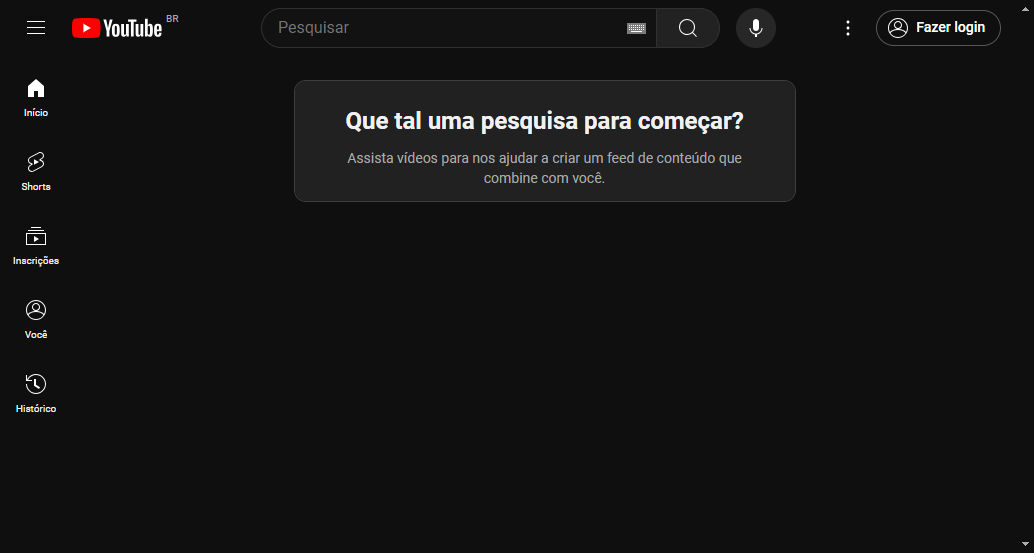 YouTube BR
Pesquisar
Fazer login
Início
Shorts
Inscrições
Você
Histórico
Que tal uma pesquisa para começar?
Assista vídeos para nos ajudar a criar um feed de conteúdo que
combine com você.